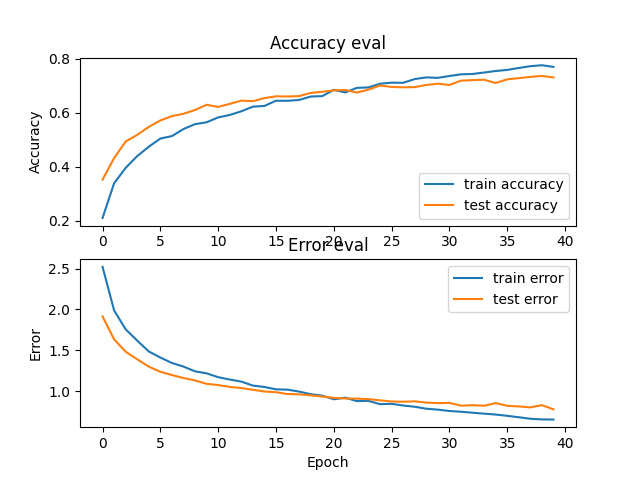 Accuracy eval
0.8
0.6
0.4
0.2
Accuracy
train accuracy
test accuracy
0 5 10 15 20 25 30 35 40
Error eval
2.5
2.0
1.5
1.0
Error
train error
test error
0 5 10 15 20 25 30 35 40
Epoch